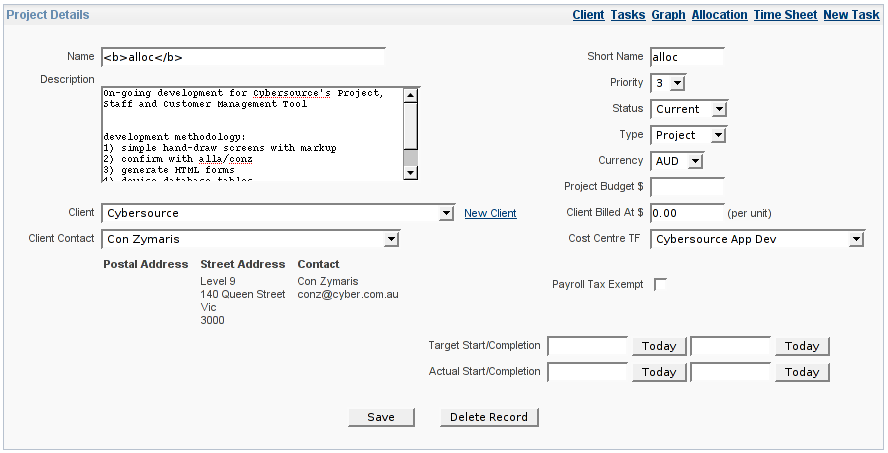 Project Details
Client Tasks Graph Allocation Time Sheet New Task
Name <b>alloc</b>
Short Name alloc
Description
On-going development for Cybersource's Project,
Staff and Customer Management Tool
development methodology:
1) simple hand-draw screens with markup
2) confirm with alla/conz
3) generate HTML forms
Priority 3
Status Current
Type Project
Currency AUD
Project Budget $
Client Cybersource New Client
Client Billed At $ 0.00 (per unit)
Client Contact Con Zymaris
Cost Centre TF Cybersource App Dev
Postal Address Street Address Contact
Level 9 Con Zymaris
140 Queen Street conz@cyber.com.au
Vic
3000
Payroll Tax Exempt
Target Start/Completion Today Today
Actual Start/Completion Today Today
Save Delete Record